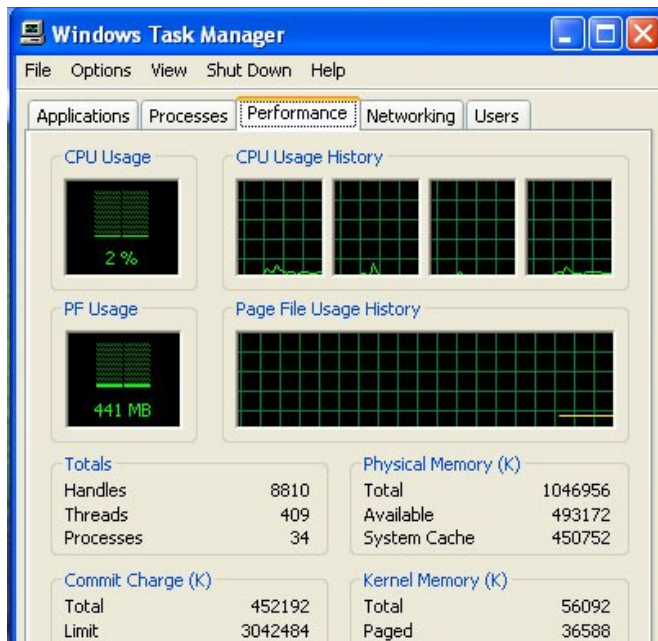 Windows Task Manager
File Options View Shut Down Help
Applications Processes Performance Networking Users
CPU Usage CPU Usage History
2 %
PF Usage Page File Usage History
441 MB
Totals
Handles 8810
Threads 409
Processes 34
Physical Memory (K)
Total 1046956
Available 493172
System Cache 450752
Commit Charge (K)
Total 452192
Limit 3042484
Kernel Memory (K)
Total 56092
Paged 36588